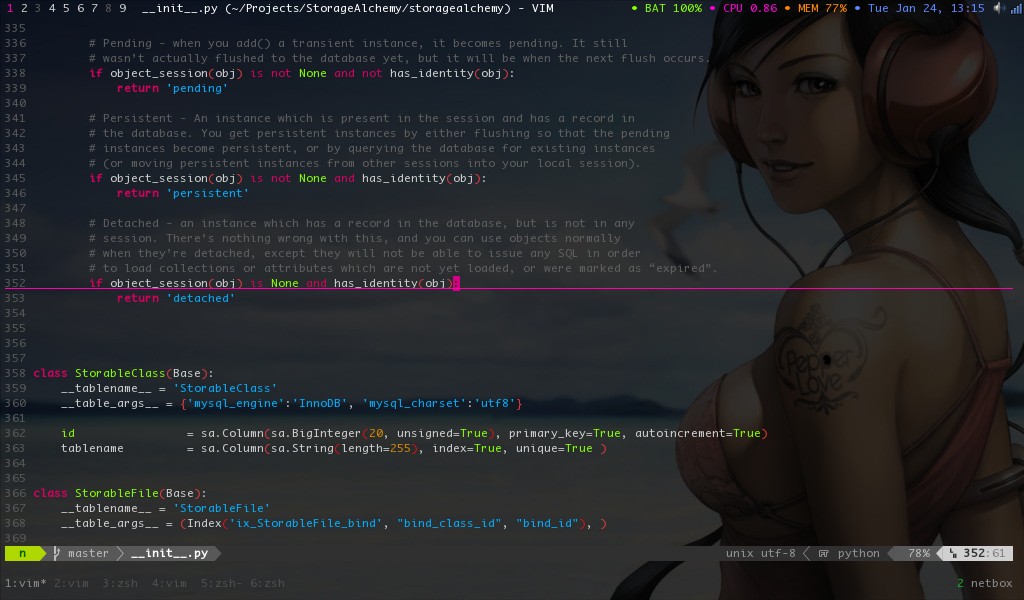 1 2 3 4 5 6 7 8 9 __init__.py (~/Projects/StorageAlchemy/storagealchemy) - VIM • BAT 100% • CPU 0.86 • MEM 77% • Tue Jan 24, 13:15
335
336         # Pending - when you add() a transient instance, it becomes pending. It still
337         # wasn't actually flushed to the database yet, but it will be when the next flush occurs.
338         if object_session(obj) is not None and not has_identity(obj):
339             return 'pending'
340
341         # Persistent - An instance which is present in the session and has a record in
342         # the database. You get persistent instances by either flushing so that the pending
343         # instances become persistent, or by querying the database for existing instances
344         # (or moving persistent instances from other sessions into your local session).
345         if object_session(obj) is not None and has_identity(obj):
346             return 'persistent'
347
348         # Detached - an instance which has a record in the database, but is not in any
349         # session. There's nothing wrong with this, and you can use objects normally
350         # when they're detached, except they will not be able to issue any SQL in order
351         # to load collections or attributes which are not yet loaded, or were marked as "expired".
352         if object_session(obj) is None and has_identity(obj):
353             return 'detached'
354
355
356
357
358 class StorableClass(Base):
359     __tablename__ = 'StorableClass'
360     __table_args__ = {'mysql_engine':'InnoDB', 'mysql_charset':'utf8'}
361
362     id                = sa.Column(sa.BigInteger(20, unsigned=True), primary_key=True, autoincrement=True)
363     tablename         = sa.Column(sa.String(length=255), index=True, unique=True )
364
365
366 class StorableFile(Base):
367     __tablename__ = 'StorableFile'
368     __table_args__ = (Index('ix_StorableFile_bind', "bind_class_id", "bind_id"), )
369
Pepper
Love
n master __init__.py unix utf-8 python 78% 352:61
1:vim* 2:vim 3:zsh 4:vim 5:zsh- 6:zsh 2 netbox